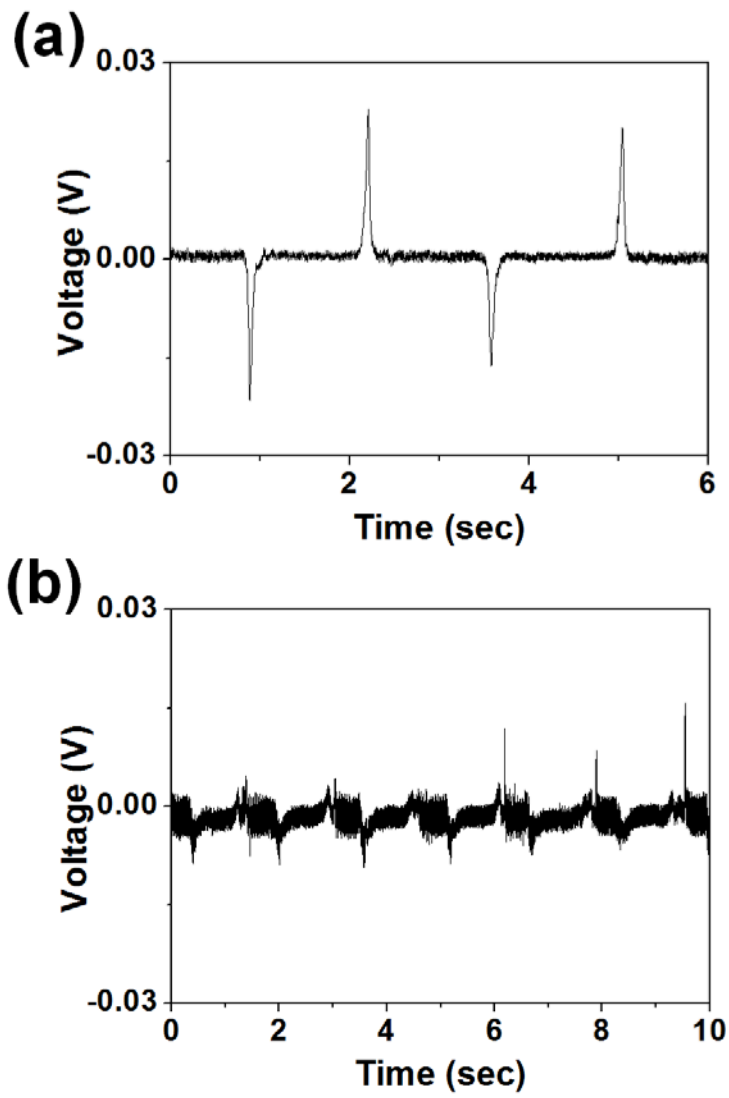 (a)
0.03
0.00
-0.03
Voltage (V)
0 2 4 6
Time (sec)
(b)
0.03
0.00
-0.03
Voltage (V)
0 2 4 6 8 10
Time (sec)